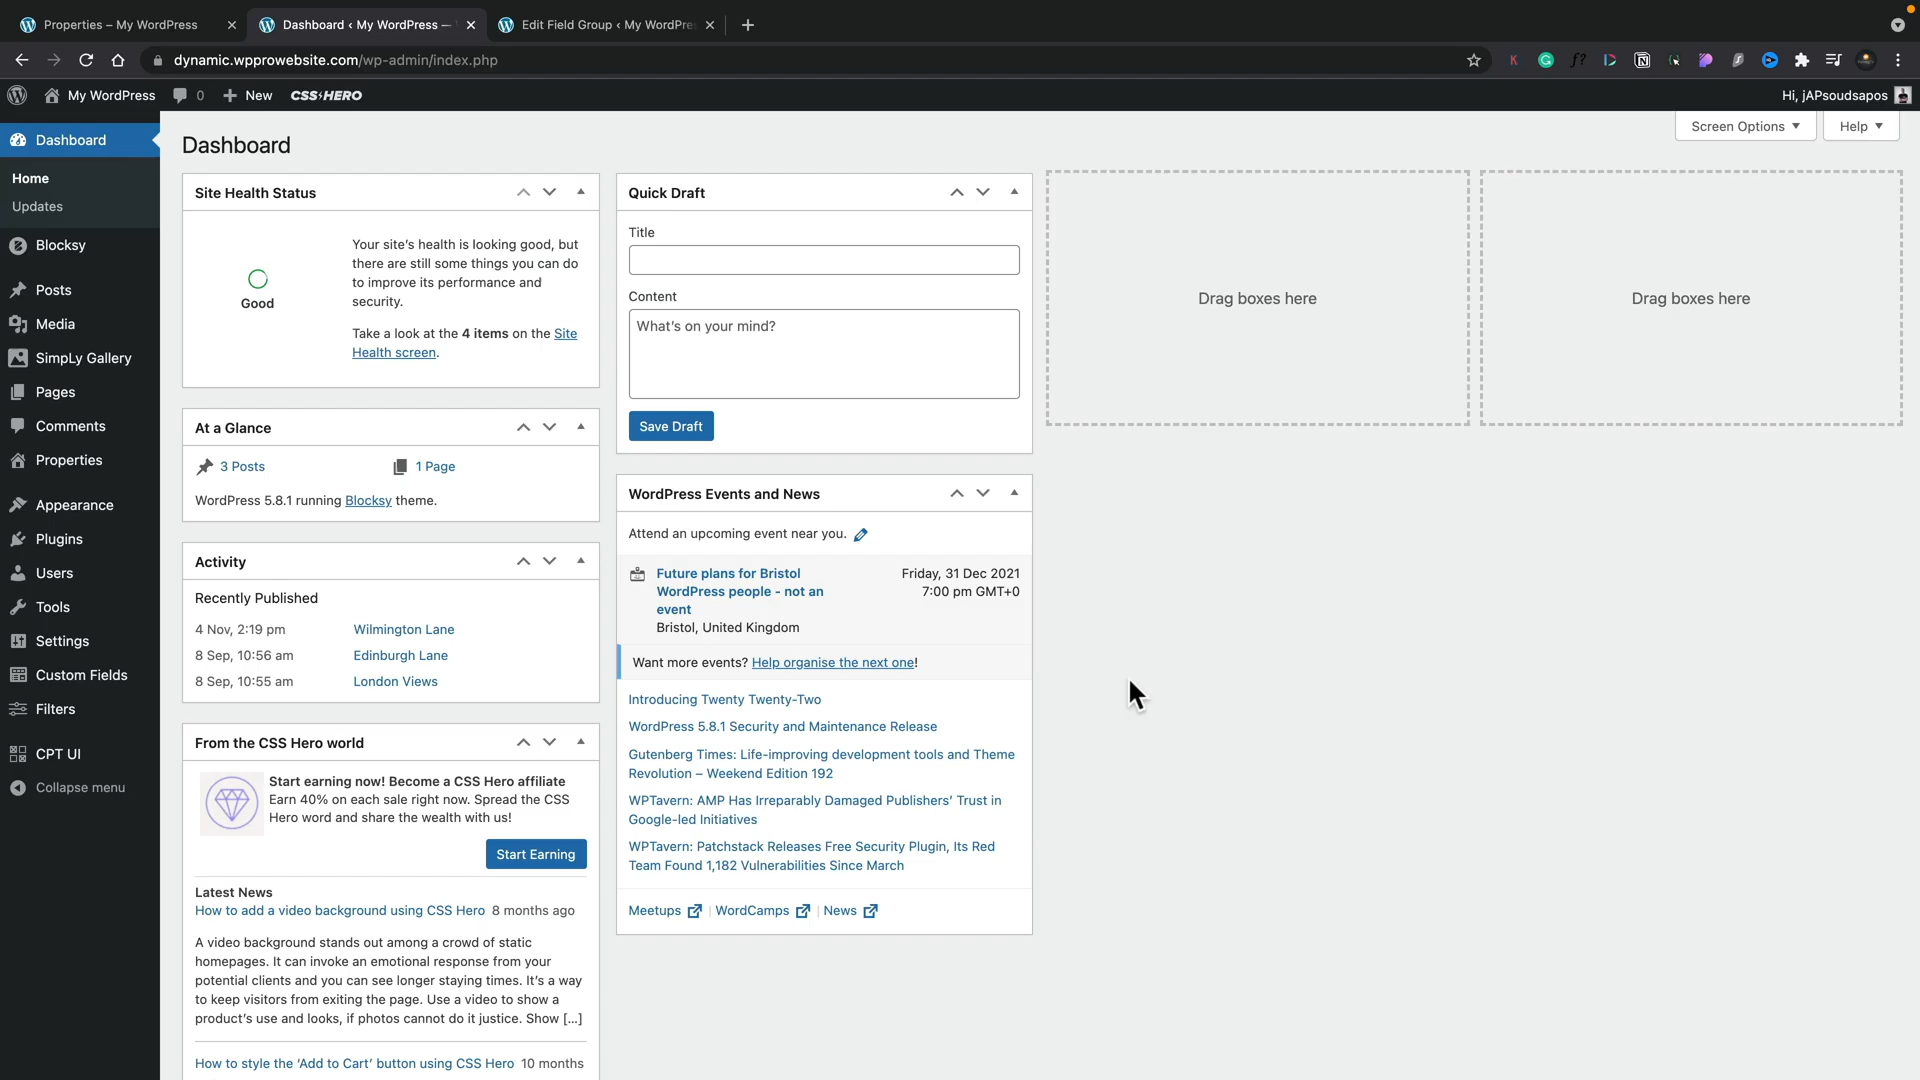 Properties – My WordPress
Dashboard ‹ My WordPress —
Edit Field Group ‹ My WordPre
dynamic.wpprowebsite.com/wp-admin/index.php
My WordPress
0
New
CSS HERO
Hi, jAPsoudsapos
Dashboard
Home
Updates
Blocksy
Posts
Media
SimpLy Gallery
Pages
Comments
Properties
Appearance
Plugins
Users
Tools
Settings
Custom Fields
Filters
CPT UI
Collapse menu
Screen Options
Help
Dashboard
Site Health Status
Good
Your site's health is looking good, but
there are still some things you can do
to improve its performance and
security.
Take a look at the 4 items on the Site
Health screen.
At a Glance
3 Posts
1 Page
WordPress 5.8.1 running Blocksy theme.
Activity
Recently Published
4 Nov, 2:19 pm Wilmington Lane
8 Sep, 10:56 am Edinburgh Lane
8 Sep, 10:55 am London Views
From the CSS Hero world
Start earning now! Become a CSS Hero affiliate
Earn 40% on each sale right now. Spread the CSS
Hero word and share the wealth with us!
Start Earning
Latest News
How to add a video background using CSS Hero 8 months ago
A video background stands out among a crowd of static
homepages. It can invoke an emotional response from your
potential clients and you can see longer staying times. It's a way
to keep visitors from exiting the page. Use a video to show a
product's use and looks, if photos cannot do it justice. Show [...]
How to style the 'Add to Cart' button using CSS Hero 10 months
Quick Draft
Title
Content
What's on your mind?
Save Draft
WordPress Events and News
Attend an upcoming event near you.
Future plans for Bristol
WordPress people - not an
event
Bristol, United Kingdom
Friday, 31 Dec 2021
7:00 pm GMT+0
Want more events? Help organise the next one!
Introducing Twenty Twenty-Two
WordPress 5.8.1 Security and Maintenance Release
Gutenberg Times: Life-improving development tools and Theme
Revolution – Weekend Edition 192
WPTavern: AMP Has Irreparably Damaged Publishers' Trust in
Google-led Initiatives
WPTavern: Patchstack Releases Free Security Plugin, Its Red
Team Found 1,182 Vulnerabilities Since March
Meetups | WordCamps | News
Drag boxes here
Drag boxes here